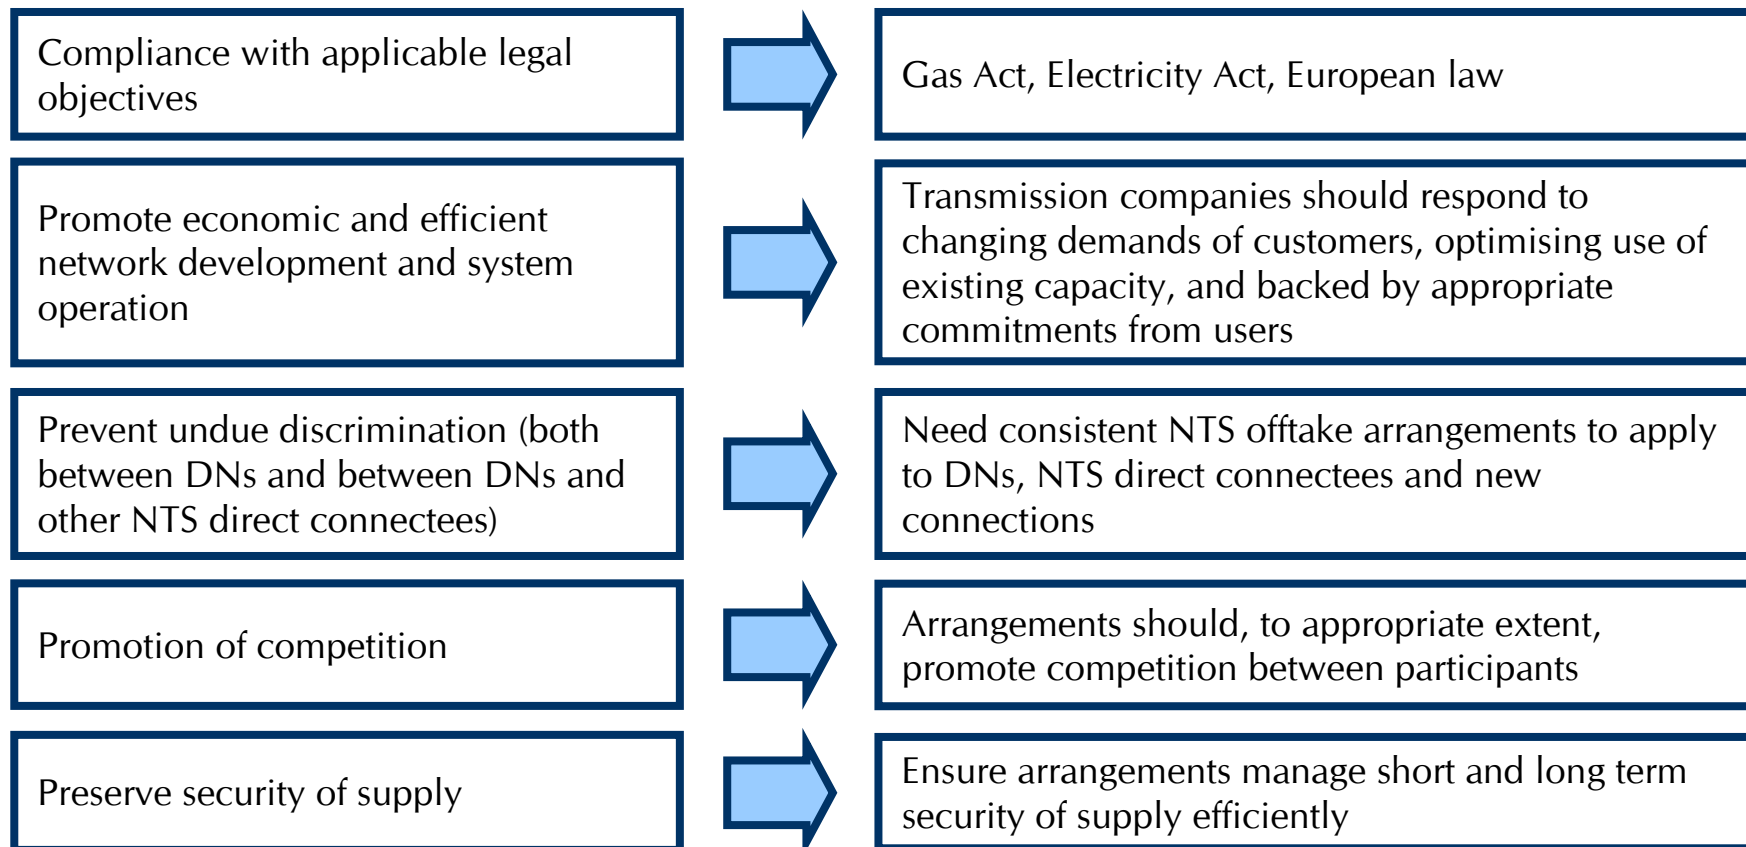 Compliance with applicable legal
objectives
Gas Act, Electricity Act, European law
Promote economic and efficient
network development and system
operation
Transmission companies should respond to
changing demands of customers, optimising use of
existing capacity, and backed by appropriate
commitments from users
Prevent undue discrimination (both
between DNs and between DNs and
other NTS direct connectees)
Need consistent NTS offtake arrangements to apply
to DNs, NTS direct connectees and new
connections
Promotion of competition
Arrangements should, to appropriate extent,
promote competition between participants
Preserve security of supply
Ensure arrangements manage short and long term
security of supply efficiently